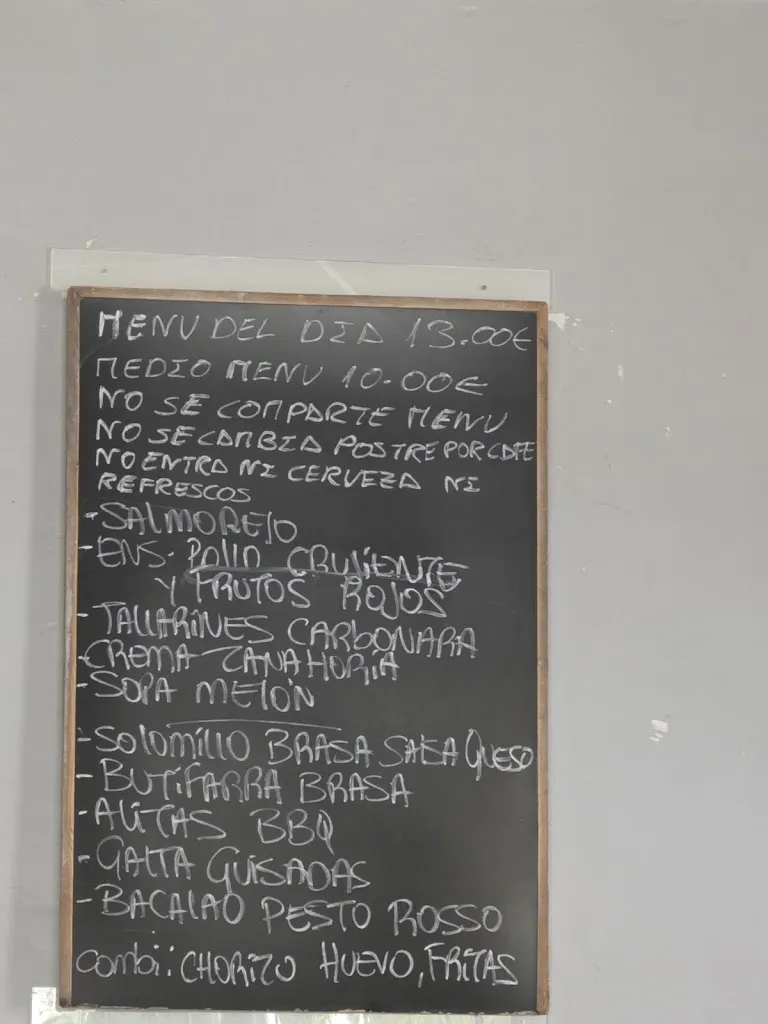 MENU DEL DIA 13.00€
MEDIO MENU 10.00€
NO SE COMPARTE MENU
NO SE CAMBIA POSTRE POR CAFE
NO ENTRA NI CERVEZA NI
REFRESCOS
-SALMOREJO
-ENS. POLLO CRUJIENTE
Y FRUTOS ROJOS
-TALLARINES CARBONARA
-CREMA ZANAHORIA
-SOPA MELÓN
-SOLOMILLO BRASA SALSA QUESO
-BUTIFARRA BRASA
-ALITAS BBQ
-GALTA GUISADAS
-BACALAO PESTO ROSSO
combi: CHORIZO HUEVO, FRITAS